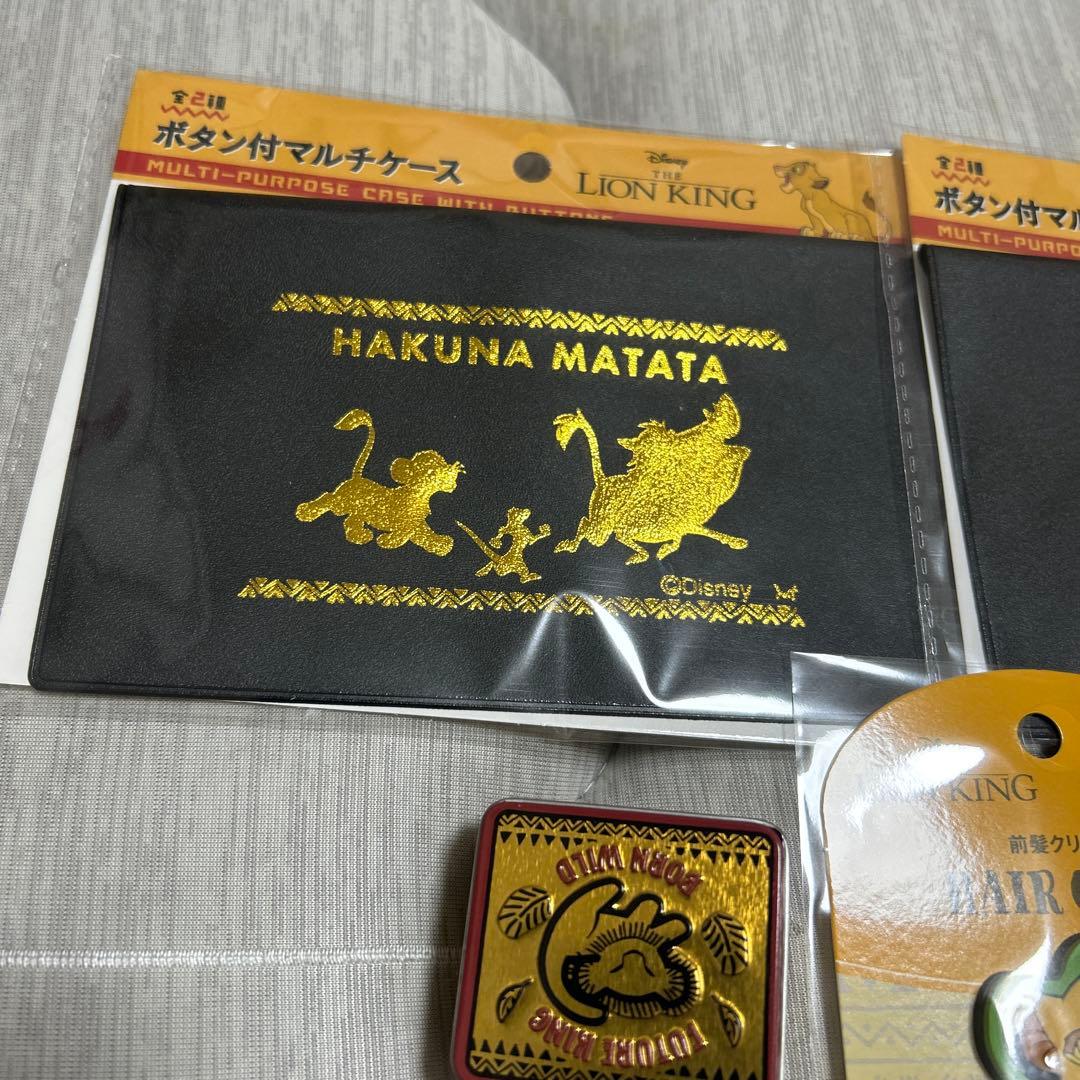 全2種
ボタン付マルチケース
MULTI-PURPOSE CASE WITH BUTTONS
Disney
THE
LION KING
HAKUNA MATATA
©Disney
全2種
ボタン付マル
MULTI-PURPO
LION KING
前髪クリ
HAIR C
BORN WILD
FUTURE KING